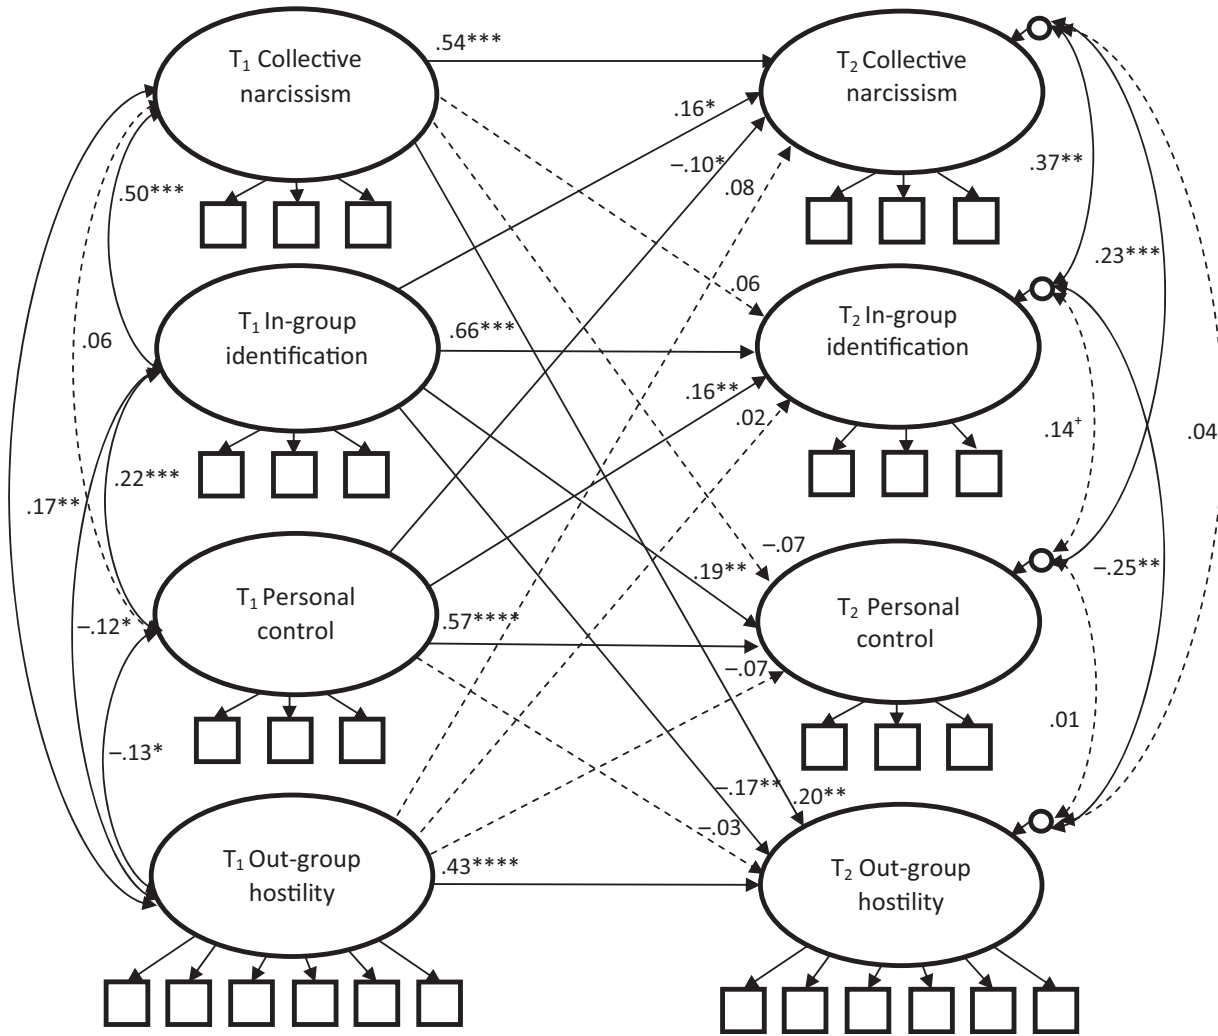 T1 Collective
narcissism
.54***
T2 Collective
narcissism
.16*
–.10*
.08
.37**
.50***
.23***
.06
T1 In-group
identification
.06
.66***
T2 In-group
identification
.16**
.02
.14+
.04
.22***
.17**
–.07
.19**
–.25**
T1 Personal
control
.57****
T2 Personal
control
–.12*
–.07
.01
–.13*
–.17**
.20**
–.03
T1 Out-group
hostility
.43****
T2 Out-group
hostility